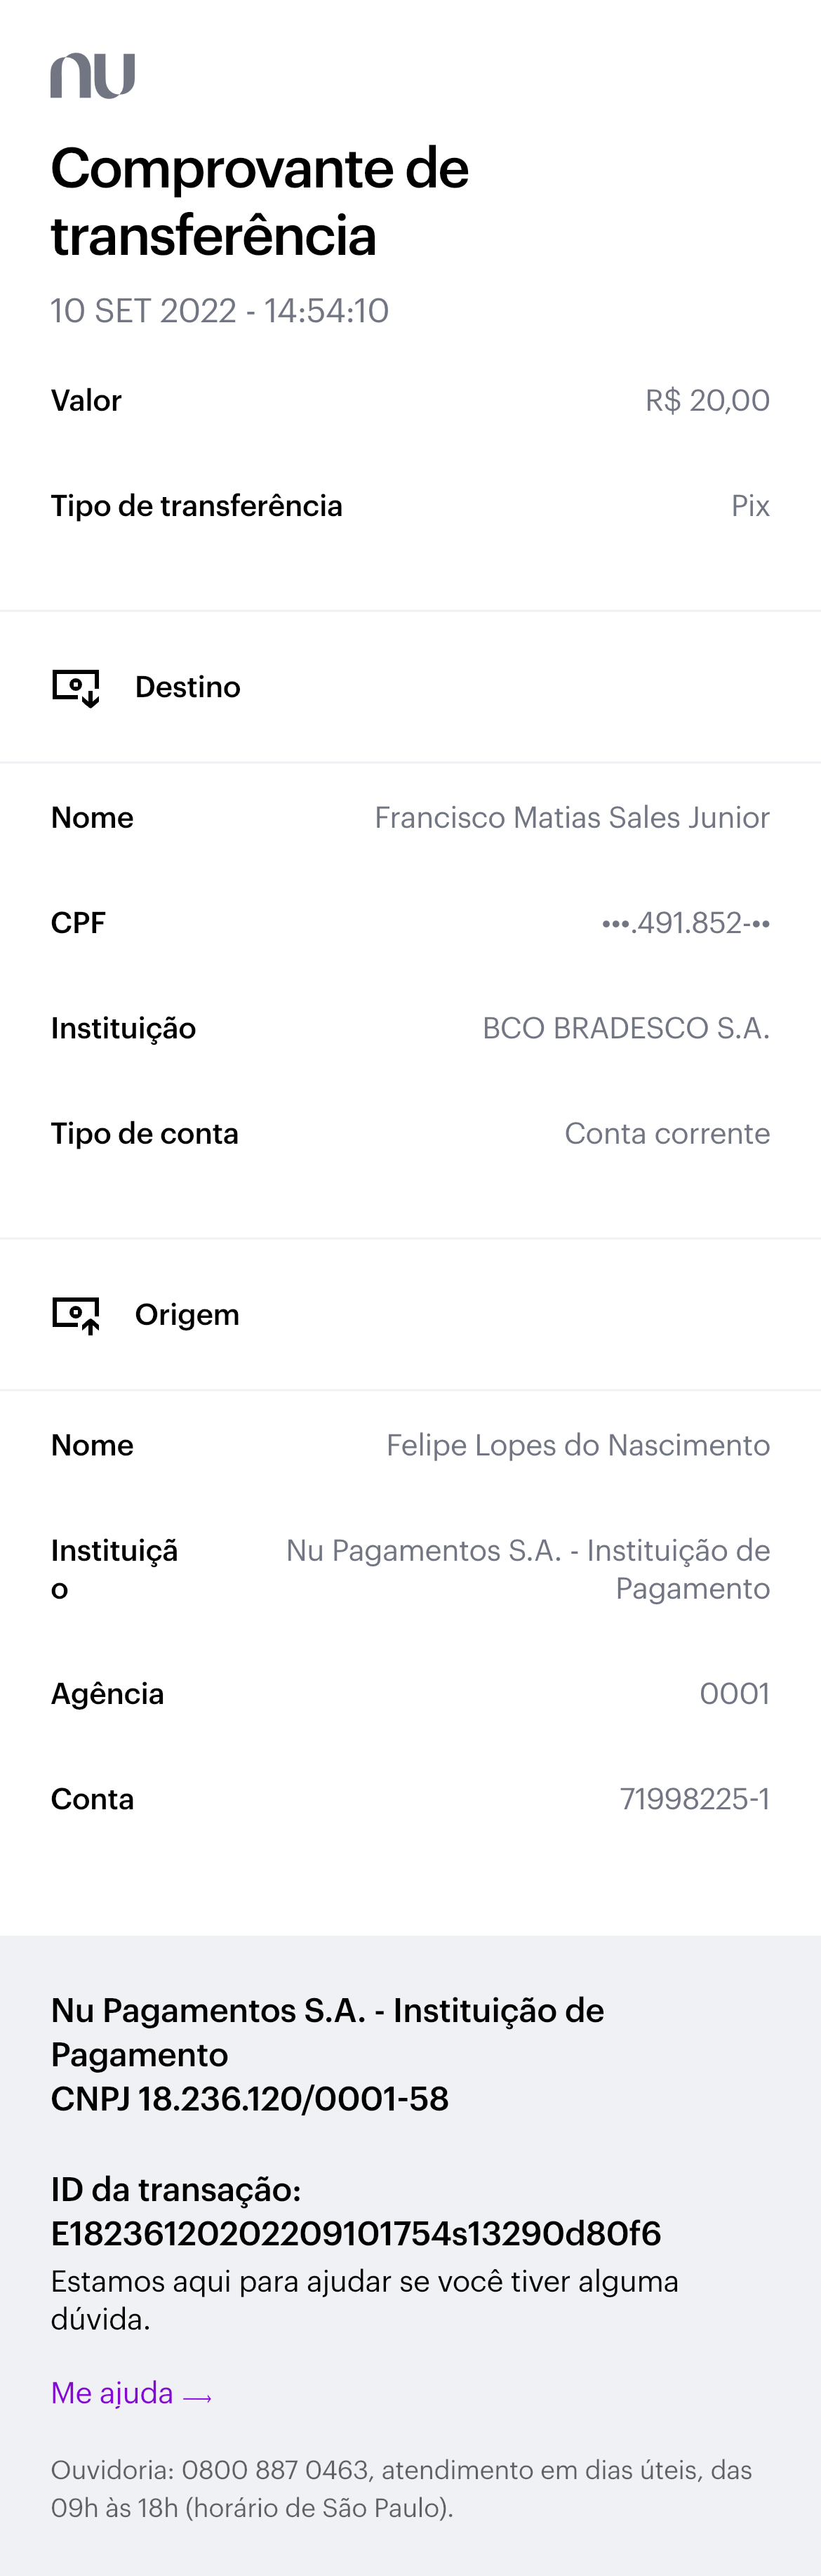 nu
Comprovante de
transferência
10 SET 2022 - 14:54:10
Valor R$ 20,00
Tipo de transferência Pix
Destino
Nome Francisco Matias Sales Junior
CPF •••.491.852-••
Instituição BCO BRADESCO S.A.
Tipo de conta Conta corrente
Origem
Nome Felipe Lopes do Nascimento
Instituiçã Nu Pagamentos S.A. - Instituição de
o Pagamento
Agência 0001
Conta 71998225-1
Nu Pagamentos S.A. - Instituição de
Pagamento
CNPJ 18.236.120/0001-58
ID da transação:
E18236120202209101754s13290d80f6
Estamos aqui para ajudar se você tiver alguma
dúvida.
Me ajuda →
Ouvidoria: 0800 887 0463, atendimento em dias úteis, das
09h às 18h (horário de São Paulo).